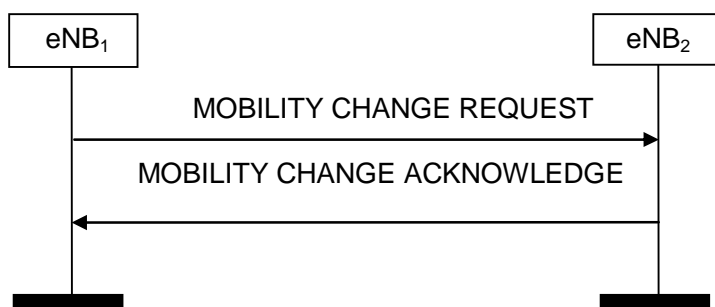 eNB₁ eNB₂
MOBILITY CHANGE REQUEST
MOBILITY CHANGE ACKNOWLEDGE